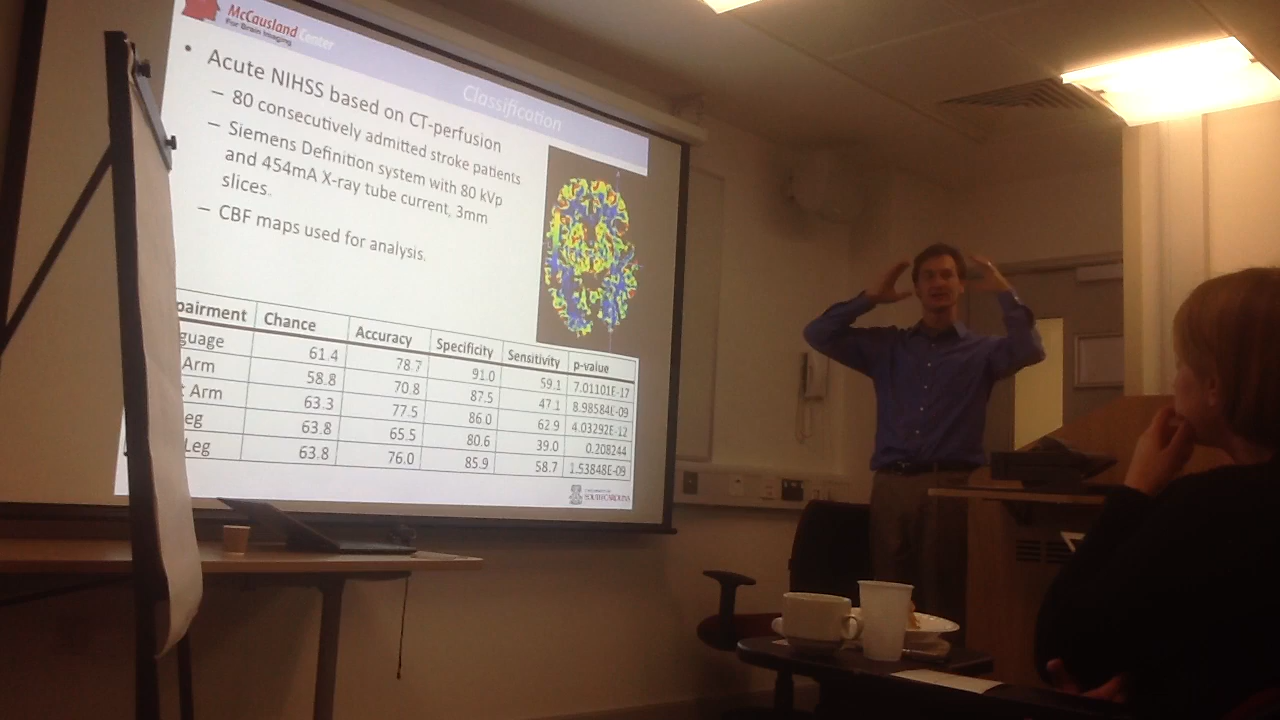 McCausland Center
For Brain Imaging
Classification
• Acute NIHSS based on CT-perfusion
– 80 consecutively admitted stroke patients
– Siemens Definition system with 80 kVp
and 454mA X-ray tube current, 3mm
slices.
– CBF maps used for analysis.
pairment Chance Accuracy Specificity Sensitivity p-value
guage 61.4 78.7 91.0 59.1 7.01101E-17
Arm 58.8 70.8 87.5 47.1 8.98584E-09
Arm 63.3 77.5 86.0 62.9 4.03292E-12
eg 63.8 65.5 80.6 39.0 0.208244
Leg 63.8 76.0 85.9 58.7 1.53848E-09
SOUTH CAROLINA